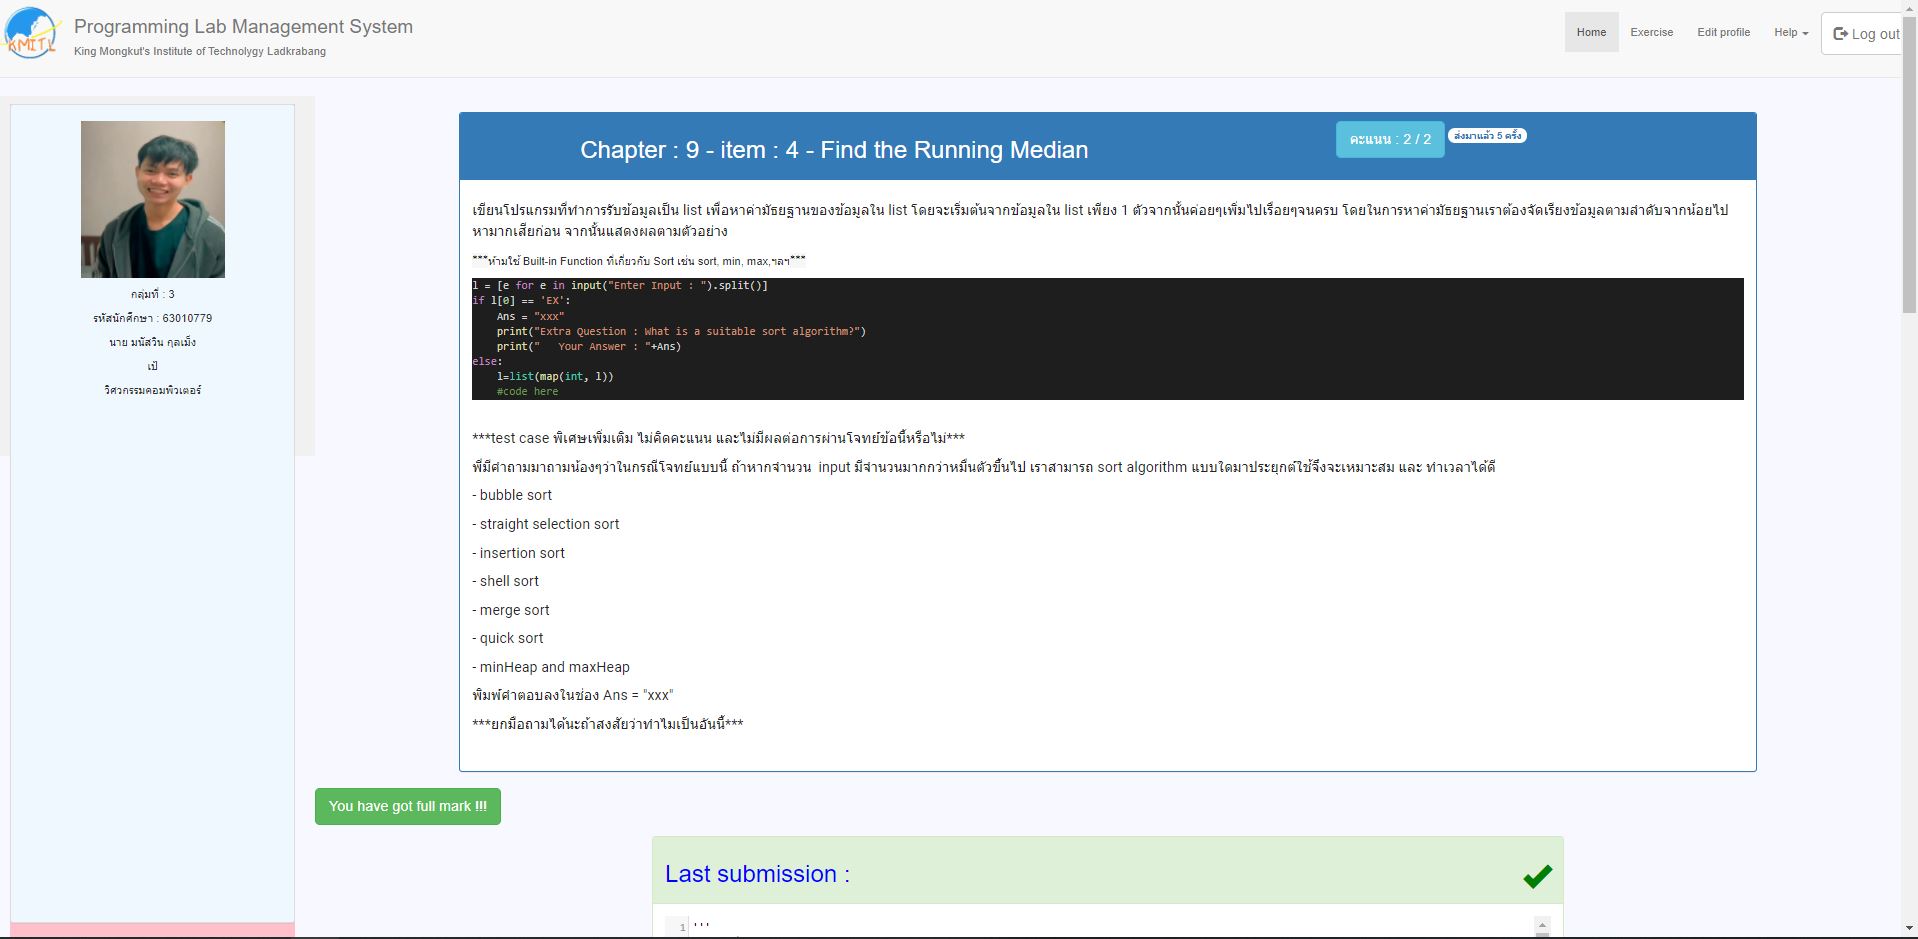 KMITL
Programming Lab Management System
King Mongkut's Institute of Technolygy Ladkrabang
Home
Exercise
Edit profile
Help
Log out
กลุ่มที่ : 3
รหัสนักศึกษา : 63010779
นาย มนัสวิน กุลเม็ง
เป้
วิศวกรรมคอมพิวเตอร์
Chapter : 9 - item : 4 - Find the Running Median
คะแนน : 2 / 2
ส่งมาแล้ว 5 ครั้ง
เขียนโปรแกรมที่ทำการรับข้อมูลเป็น list เพื่อหาค่ามัธยฐานของข้อมูลใน list โดยจะเริ่มต้นจากข้อมูลใน list เพียง 1 ตัวจากนั้นค่อยๆเพิ่มไปเรื่อยๆจนครบ โดยในการหาค่ามัธยฐานเราต้องจัดเรียงข้อมูลตามลำดับจากน้อยไป
หามากเสียก่อน จากนั้นแสดงผลตามตัวอย่าง
***ห้ามใช้ Built-in Function ที่เกี่ยวกับ Sort เช่น sort, min, max,ฯลฯ***
l = [e for e in input("Enter Input : ").split()]
if l[0] == 'EX':
    Ans = "xxx"
    print("Extra Question : What is a suitable sort algorithm?")
    print("   Your Answer : "+Ans)
else:
    l=list(map(int, l))
    #code here
***test case พิเศษเพิ่มเติม ไม่คิดคะแนน และไม่มีผลต่อการผ่านโจทย์ข้อนี้หรือไม่***
พี่มีคำถามมาถามน้องๆว่าในกรณีโจทย์แบบนี้ ถ้าหากจำนวน  input มีจำนวนมากกว่าหมื่นตัวขึ้นไป เราสามารถ sort algorithm แบบใดมาประยุกต์ใช้จึงจะเหมาะสม และ ทำเวลาได้ดี
- bubble sort
- straight selection sort
- insertion sort
- shell sort
- merge sort
- quick sort
- minHeap and maxHeap
พิมพ์คำตอบลงในช่อง Ans = "xxx"
***ยกมือถามได้นะถ้าสงสัยว่าทำไมเป็นอันนี้***
You have got full mark !!!
Last submission :
1 '''